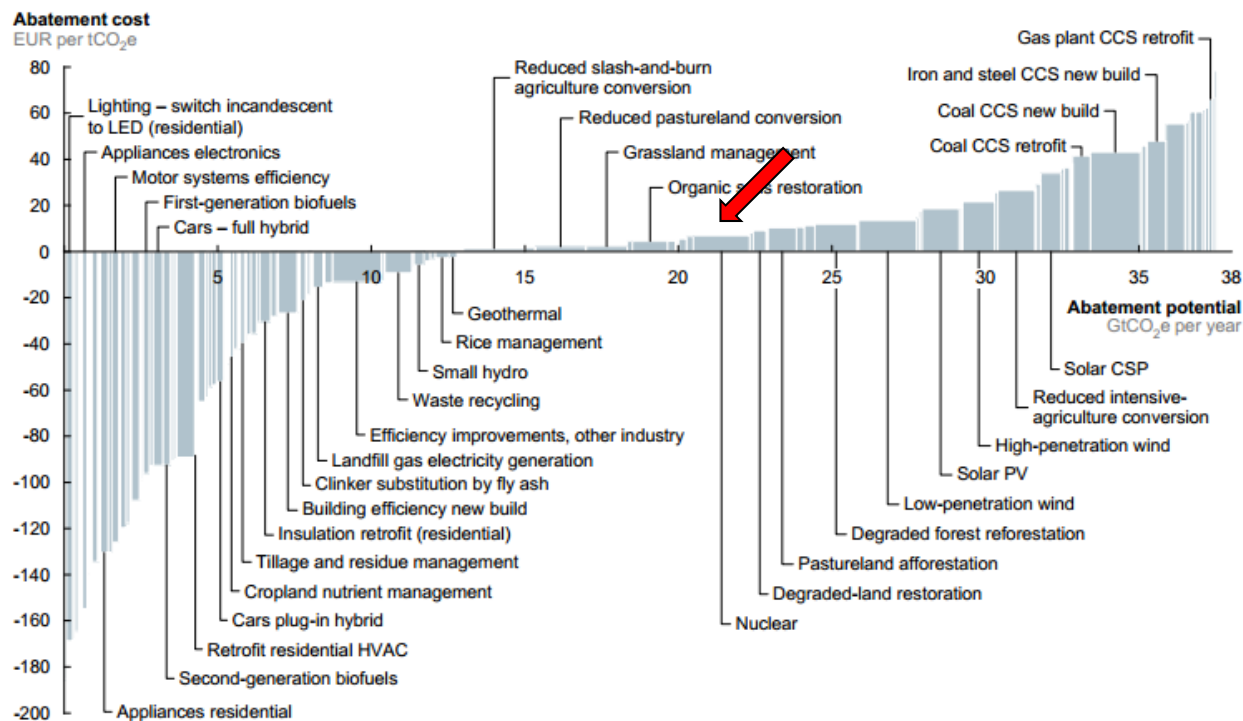 Abatement cost
EUR per tCO₂e
80
60
40
20
0
-20
-40
-60
-80
-100
-120
-140
-160
-180
-200
Lighting – switch incandescent
to LED (residential)
Appliances electronics
Motor systems efficiency
First-generation biofuels
Cars – full hybrid
Reduced slash-and-burn
agriculture conversion
Reduced pastureland conversion
Grassland management
Organic restoration
Gas plant CCS retrofit
Iron and steel CCS new build
Coal CCS new build
Coal CCS retrofit
5
10
15
20
25
30
35
38
Abatement potential
GtCO₂e per year
Geothermal
Rice management
Small hydro
Waste recycling
Efficiency improvements, other industry
Landfill gas electricity generation
Clinker substitution by fly ash
Building efficiency new build
Insulation retrofit (residential)
Tillage and residue management
Cropland nutrient management
Cars plug-in hybrid
Retrofit residential HVAC
Second-generation biofuels
Appliances residential
Solar CSP
Reduced intensive-
agriculture conversion
High-penetration wind
Solar PV
Low-penetration wind
Degraded forest reforestation
Pastureland afforestation
Degraded-land restoration
Nuclear